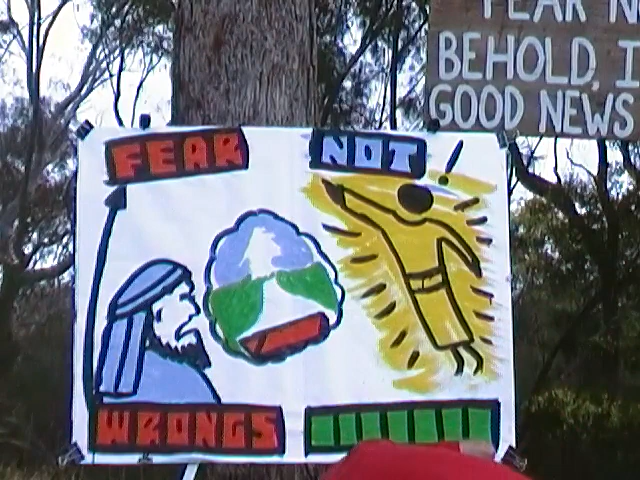 FEAR N
BEHOLD, I
GOOD NEWS
FEAR NOT !
WRONGS